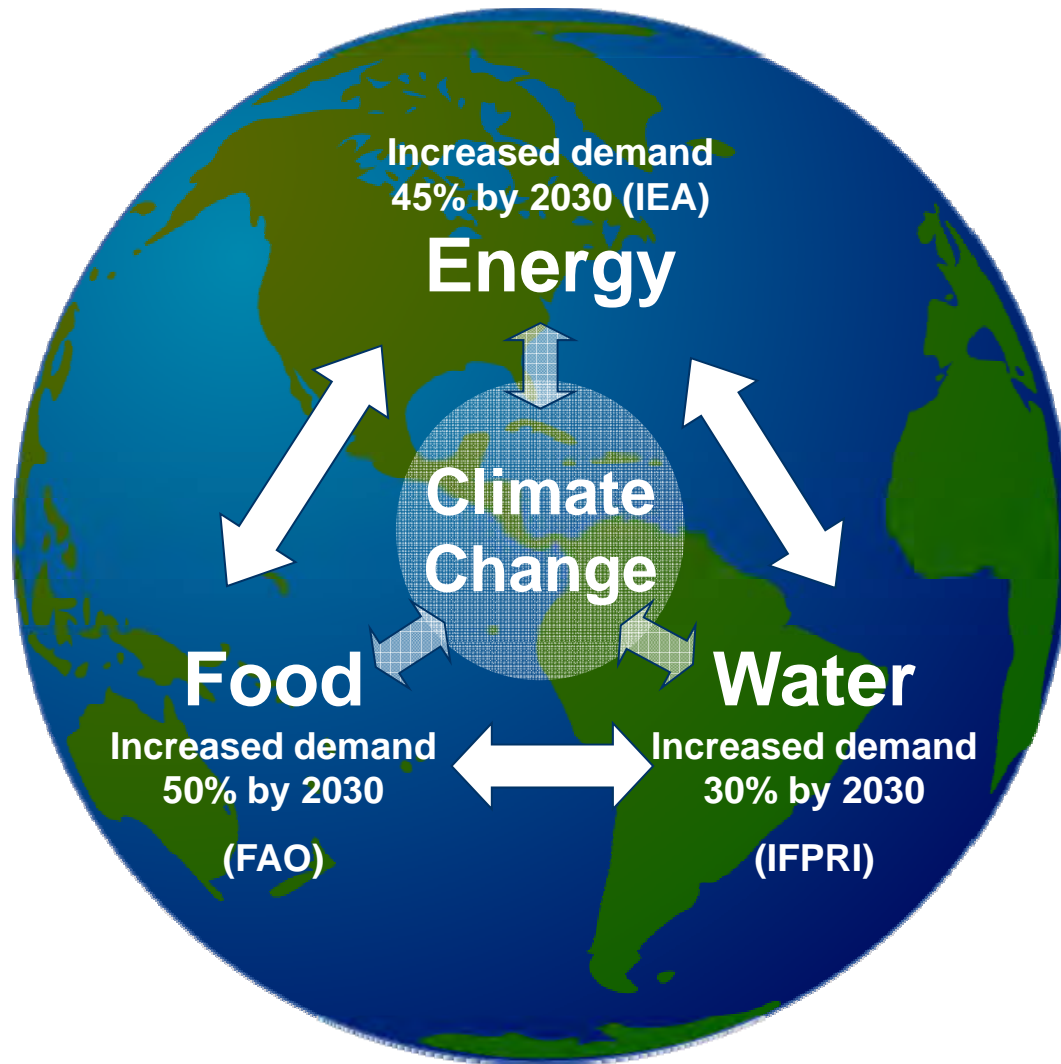 Increased demand
45% by 2030 (IEA)
Energy
Climate
Change
Food
Increased demand
50% by 2030
(FAO)
Water
Increased demand
30% by 2030
(IFPRI)